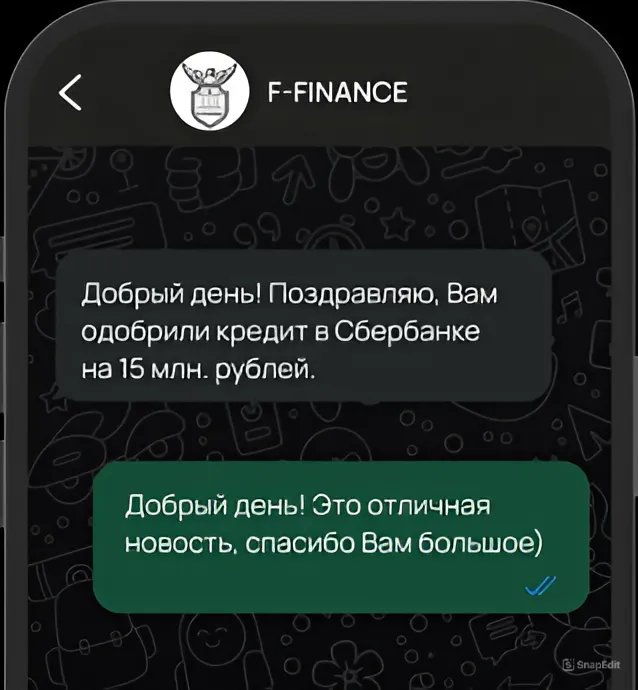 F-FINANCE
Добрый день! Поздравляю, Вам
одобрили кредит в Сбербанке
на 15 млн. рублей.
Добрый день! Это отличная
новость, спасибо Вам большое)
SnapEdit